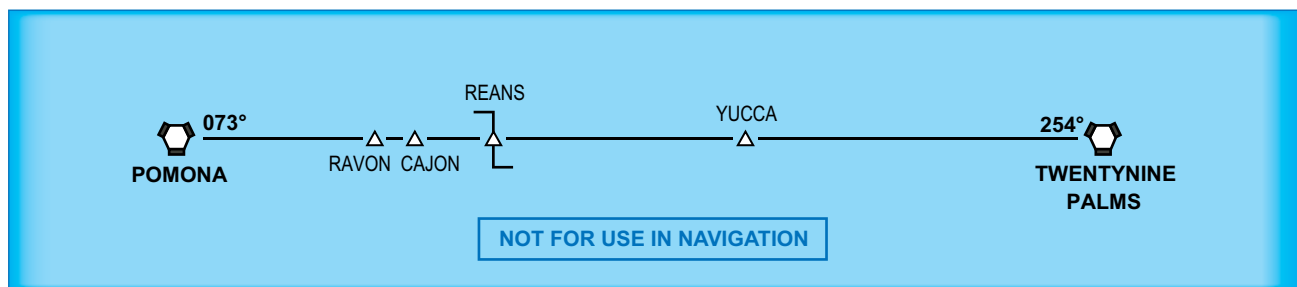 REANS
YUCCA
073°
254°
RAVON CAJON
POMONA
TWENTYNINE
PALMS
NOT FOR USE IN NAVIGATION